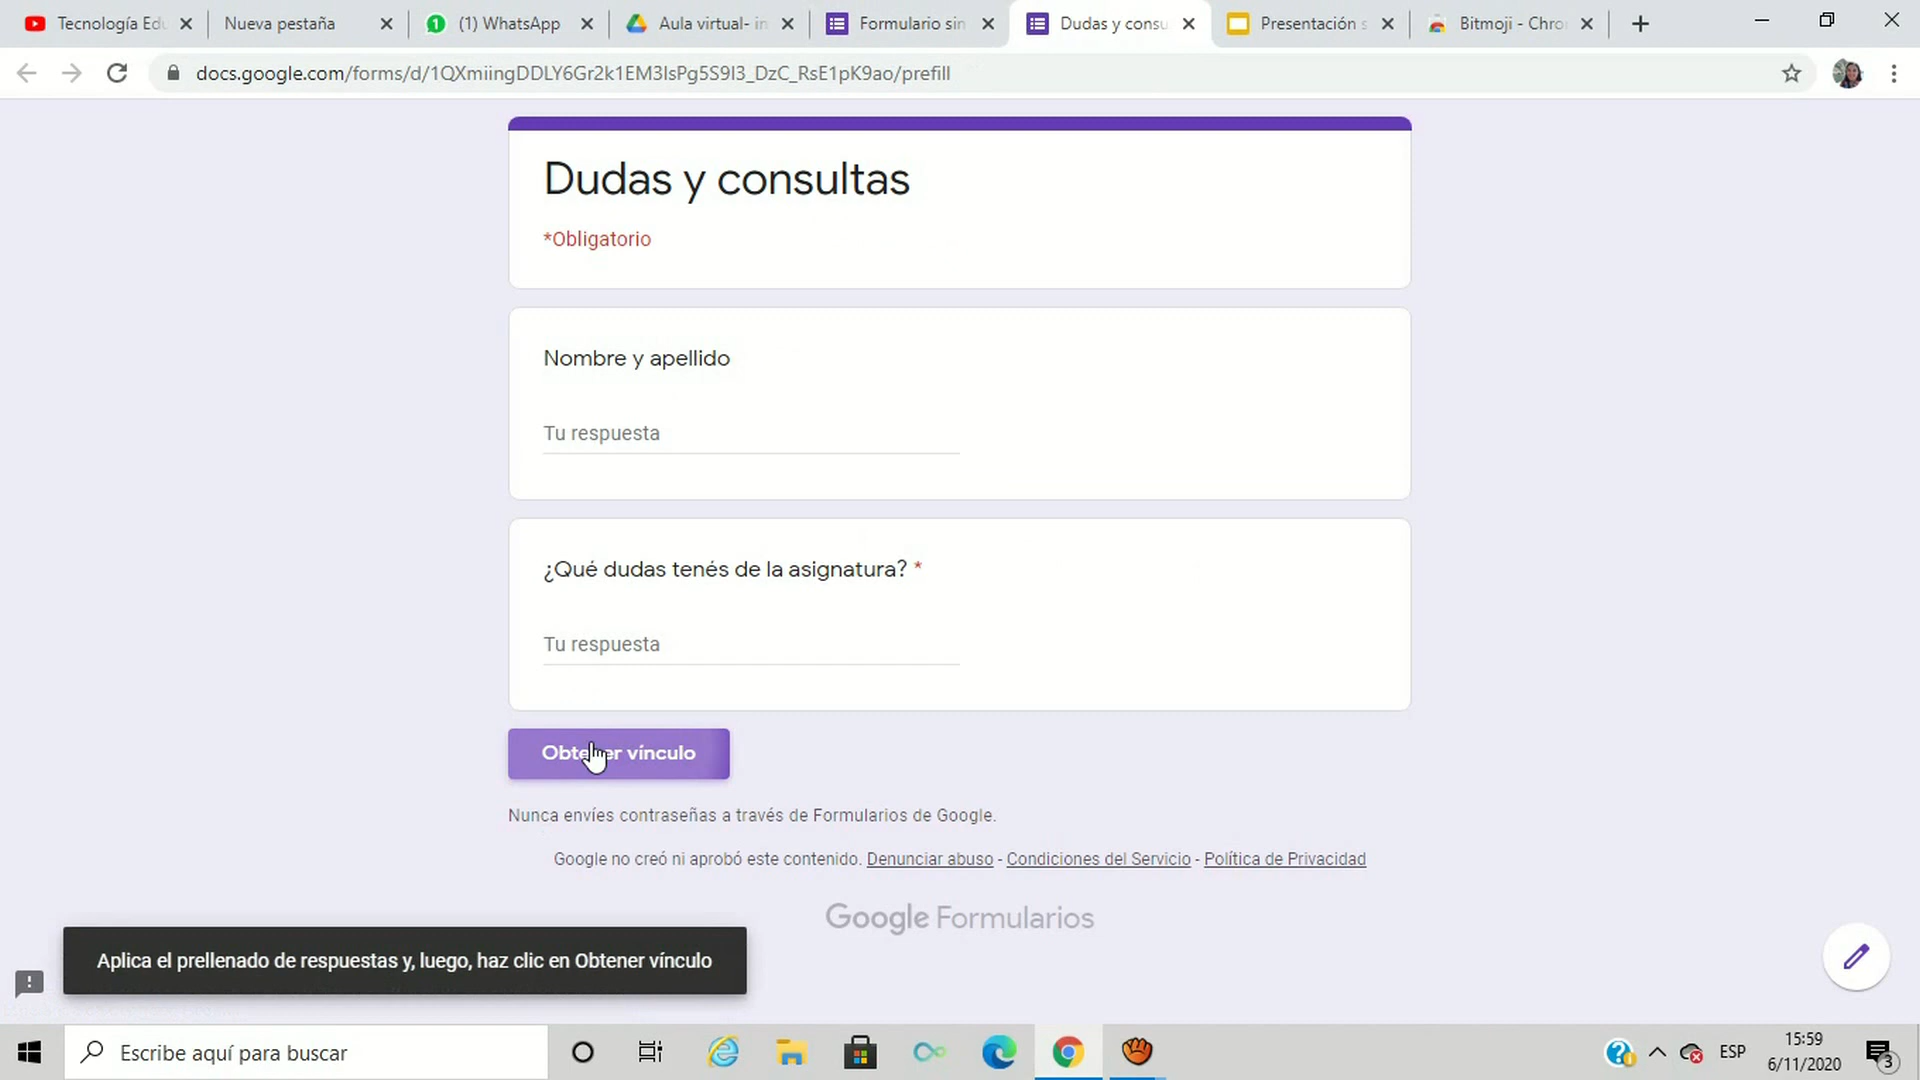 Tecnología Edu
Nueva pestaña
(1) WhatsApp
Aula virtual- in
Formulario sin
Dudas y consu
Presentación s
Bitmoji - Chro
docs.google.com/forms/d/1QXmiingDDLY6Gr2k1EM3IsPg5S9I3_DzC_RsE1pK9ao/prefill
Dudas y consultas
*Obligatorio
Nombre y apellido
Tu respuesta
¿Qué dudas tenés de la asignatura? *
Tu respuesta
Obtener vínculo
Nunca envíes contraseñas a través de Formularios de Google.
Google no creó ni aprobó este contenido. Denunciar abuso - Condiciones del Servicio - Política de Privacidad
Google Formularios
Aplica el prellenado de respuestas y, luego, haz clic en Obtener vínculo
Escribe aquí para buscar
ESP
15:59
6/11/2020
3